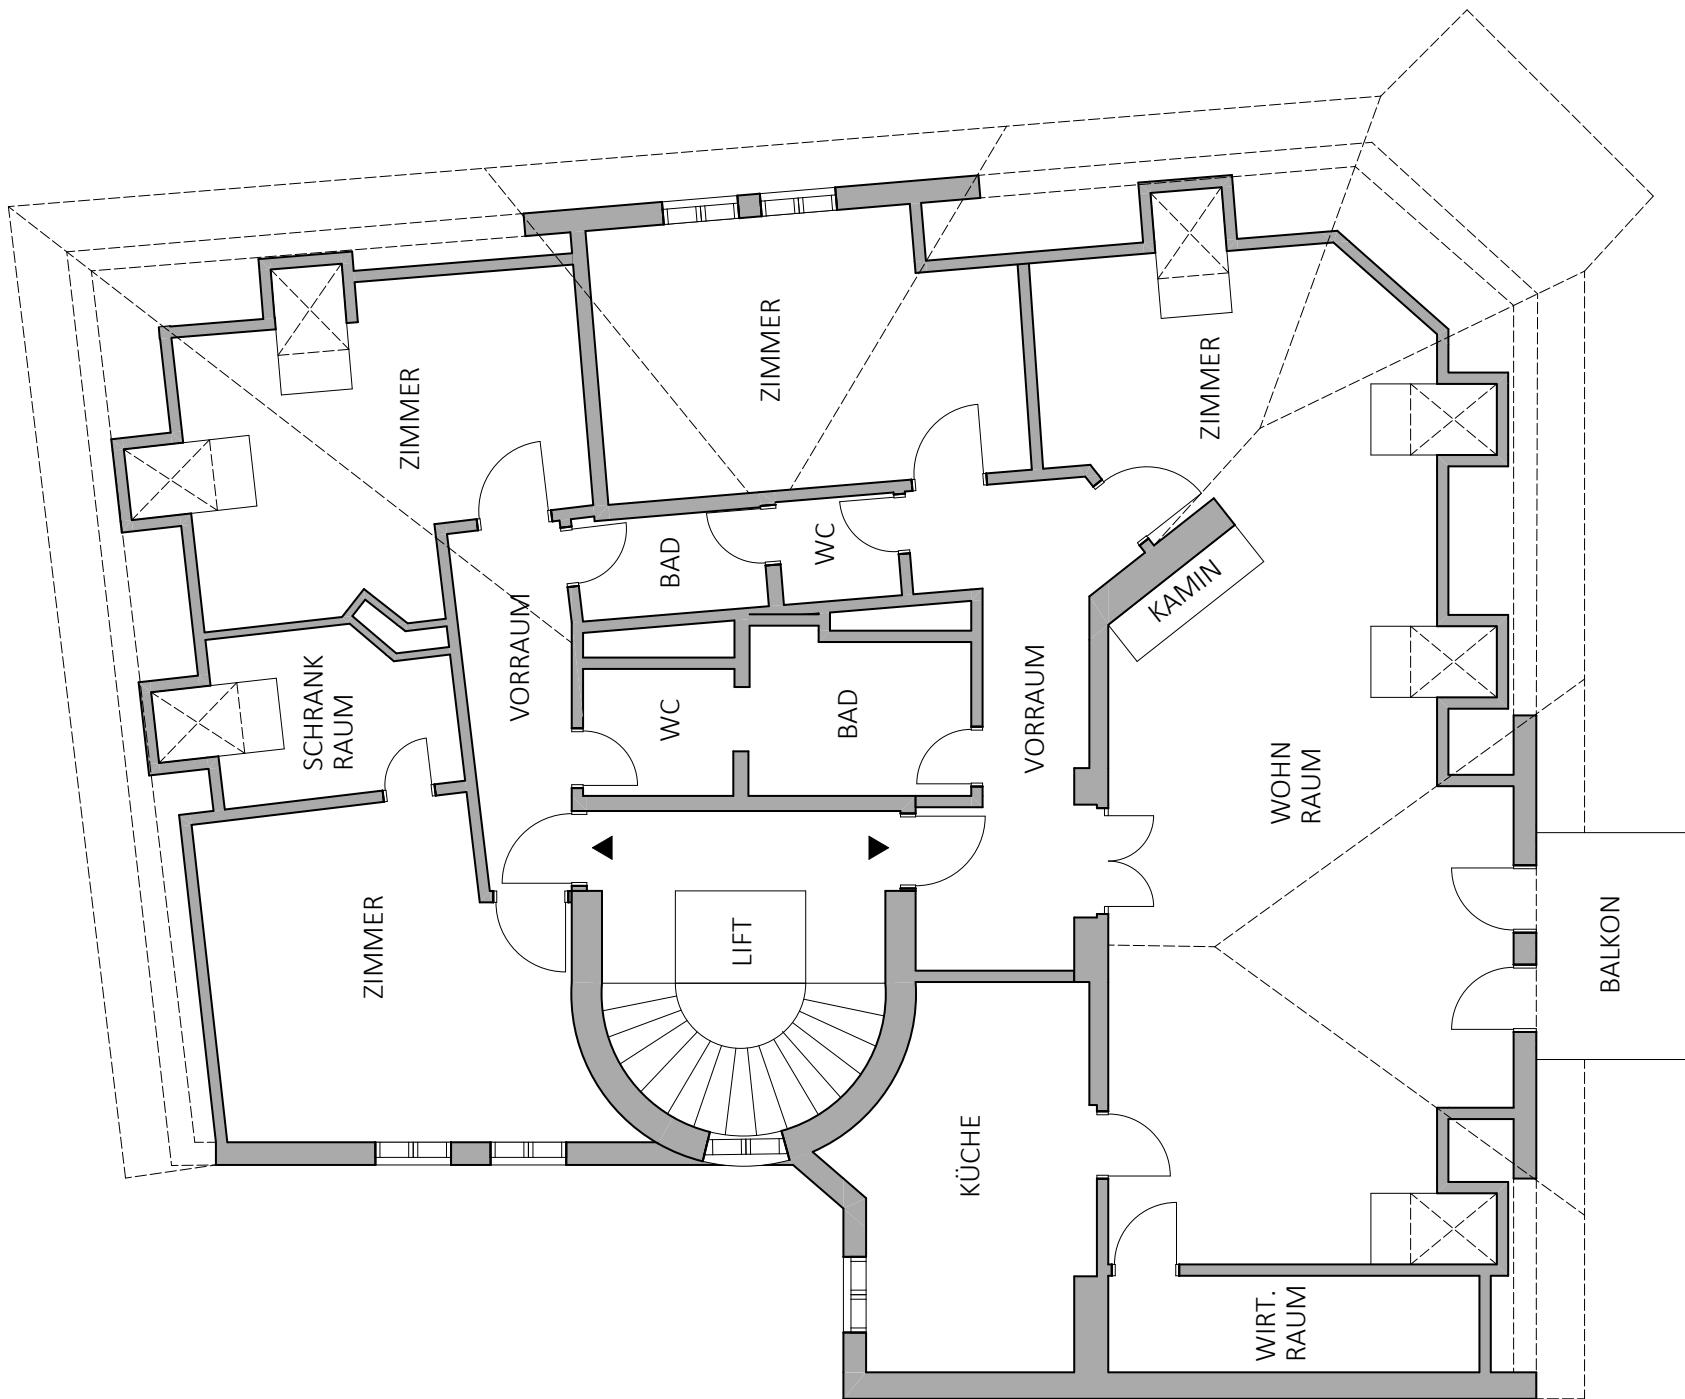 ZIMMER
ZIMMER
ZIMMER
BAD
WC
KAMIN
SCHRANK
RAUM
VORRAUM
WC
BAD
VORRAUM
WOHN
RAUM
ZIMMER
LIFT
BALKON
KÜCHE
WIRT.
RAUM